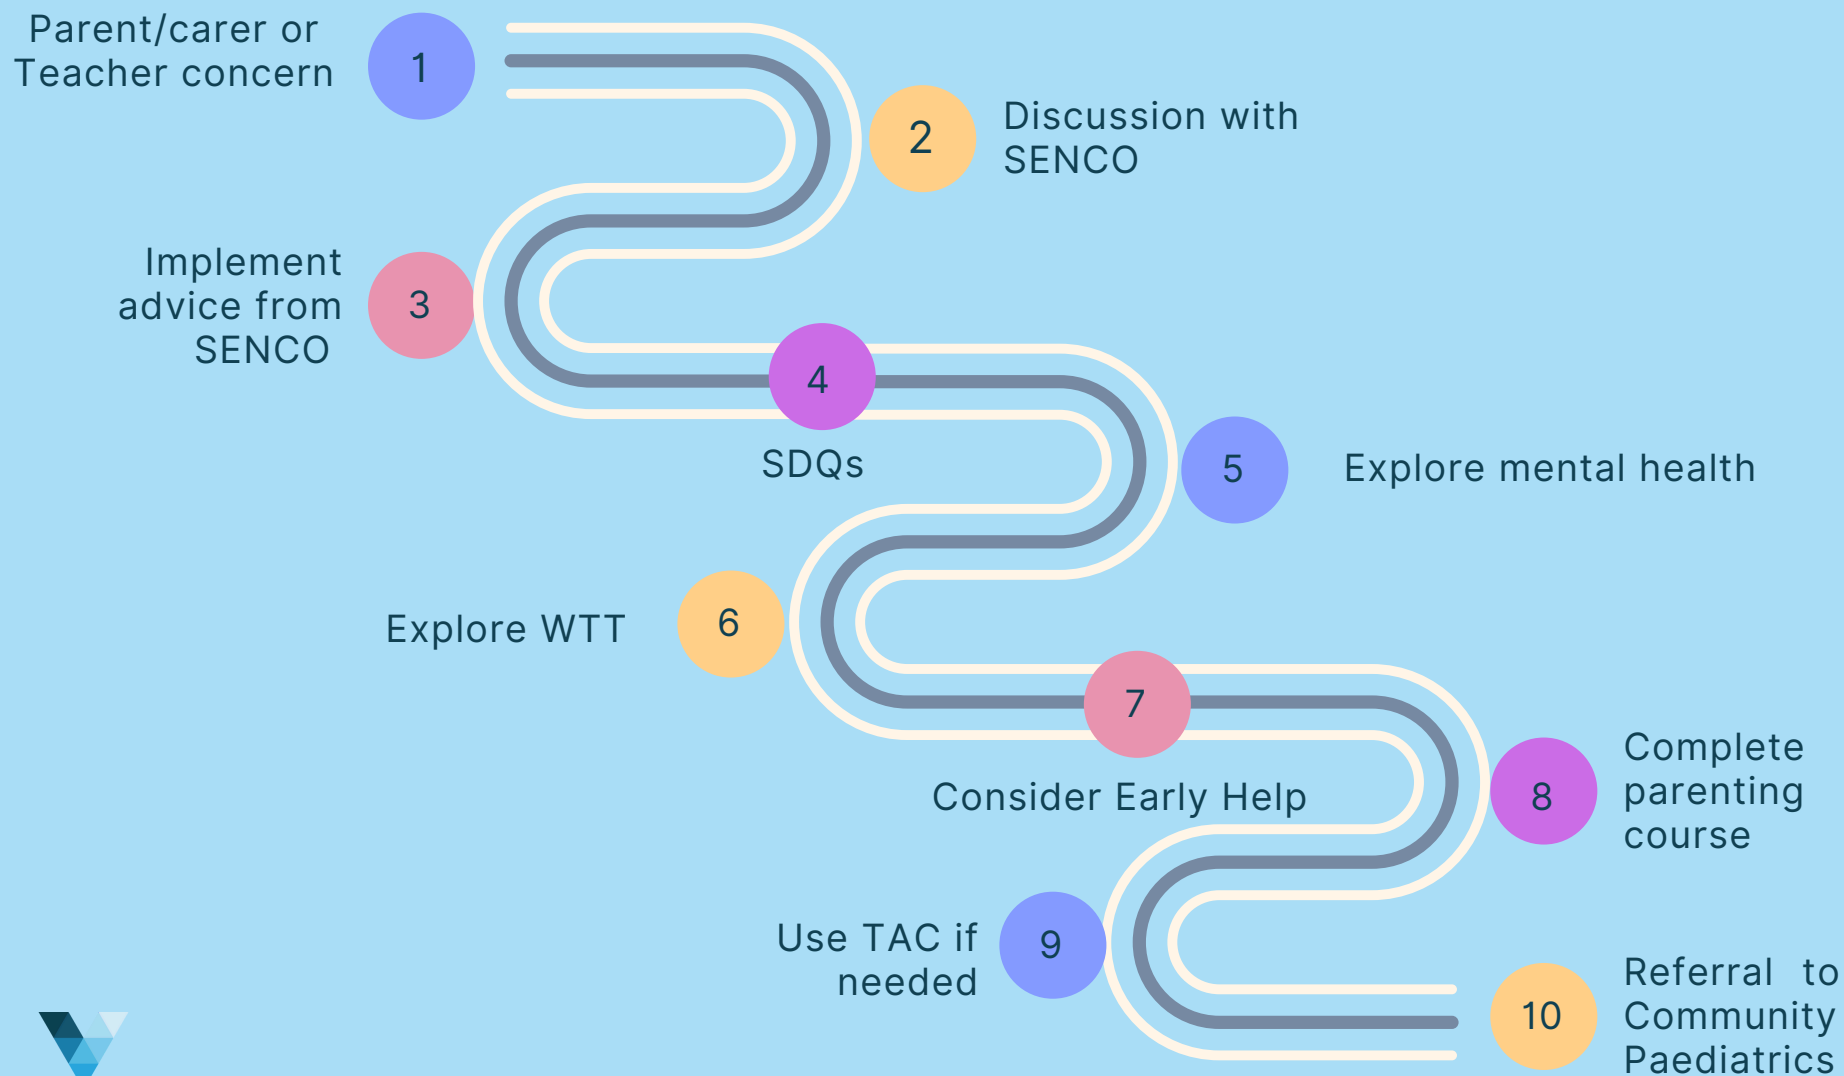 Parent/carer or
Teacher concern
1
2
Discussion with
SENCO
Implement
advice from
SENCO
3
4
SDQs
5
Explore mental health
Explore WTT
6
7
Consider Early Help
8
Complete
parenting
course
Use TAC if
needed
9
10
Referral to
Community
Paediatrics